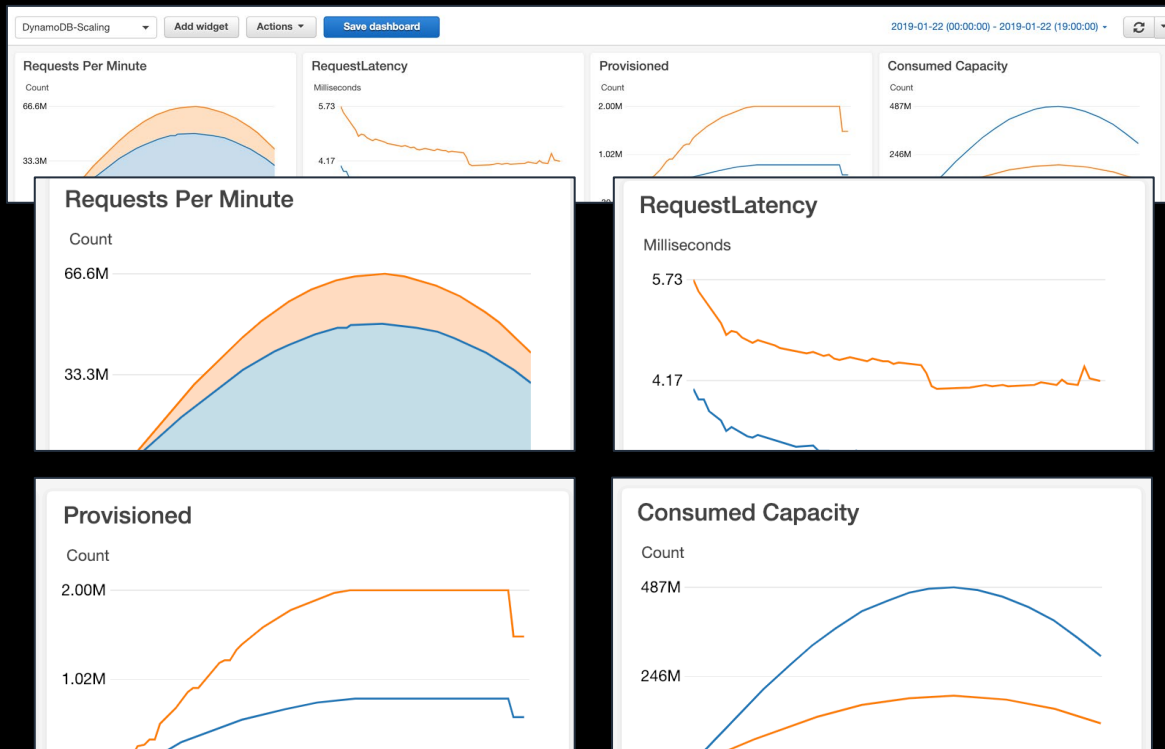 DynamoDB-Scaling Add widget Actions Save dashboard 2019-01-22 (00:00:00) - 2019-01-22 (19:00:00)
Requests Per Minute RequestLatency Provisioned Consumed Capacity
Count Milliseconds Count Count
66.6M 5.73 2.00M 487M
33.3M 4.17 1.02M 246M
Requests Per Minute
Count
66.6M
33.3M
RequestLatency
Milliseconds
5.73
4.17
Provisioned
Count
2.00M
1.02M
Consumed Capacity
Count
487M
246M